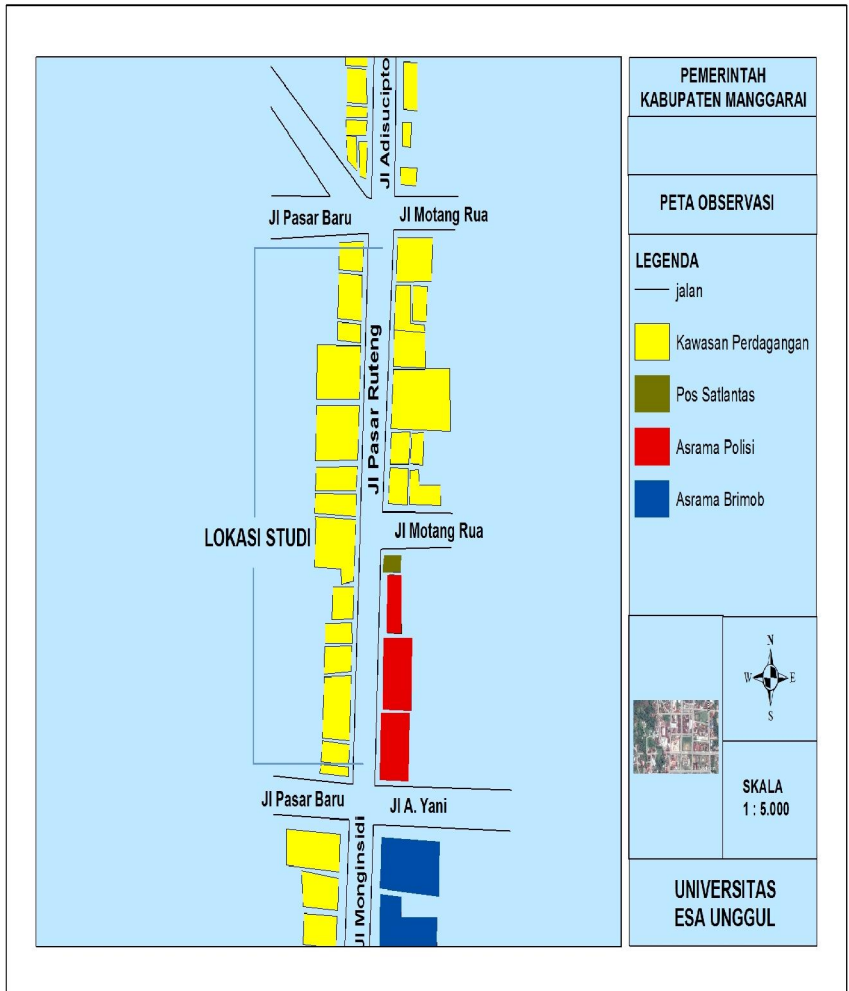 Jl Adisucipto
Jl Pasar Baru
Jl Motang Rua
Jl Pasar Ruteng
LOKASI STUDI
Jl Motang Rua
Jl Pasar Baru
Jl A. Yani
Jl Monginsidi
PEMERINTAH
KABUPATEN MANGGARAI
PETA OBSERVASI
LEGENDA
jalan
Kawasan Perdagangan
Pos Satlantas
Asrama Polisi
Asrama Brimob
N
W E
S
SKALA
1 : 5.000
UNIVERSITAS
ESA UNGGUL